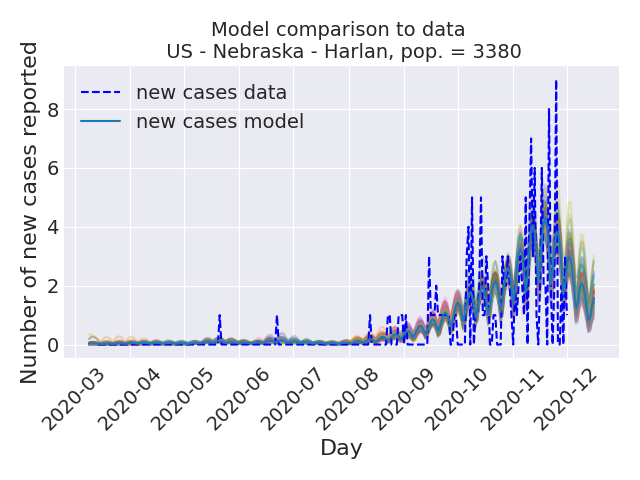 Model comparison to data
US - Nebraska - Harlan, pop. = 3380
new cases data
new cases model
Number of new cases reported
8
6
4
2
0
2020-03
2020-04
2020-05
2020-06
2020-07
2020-08
2020-09
2020-10
2020-11
2020-12
Day